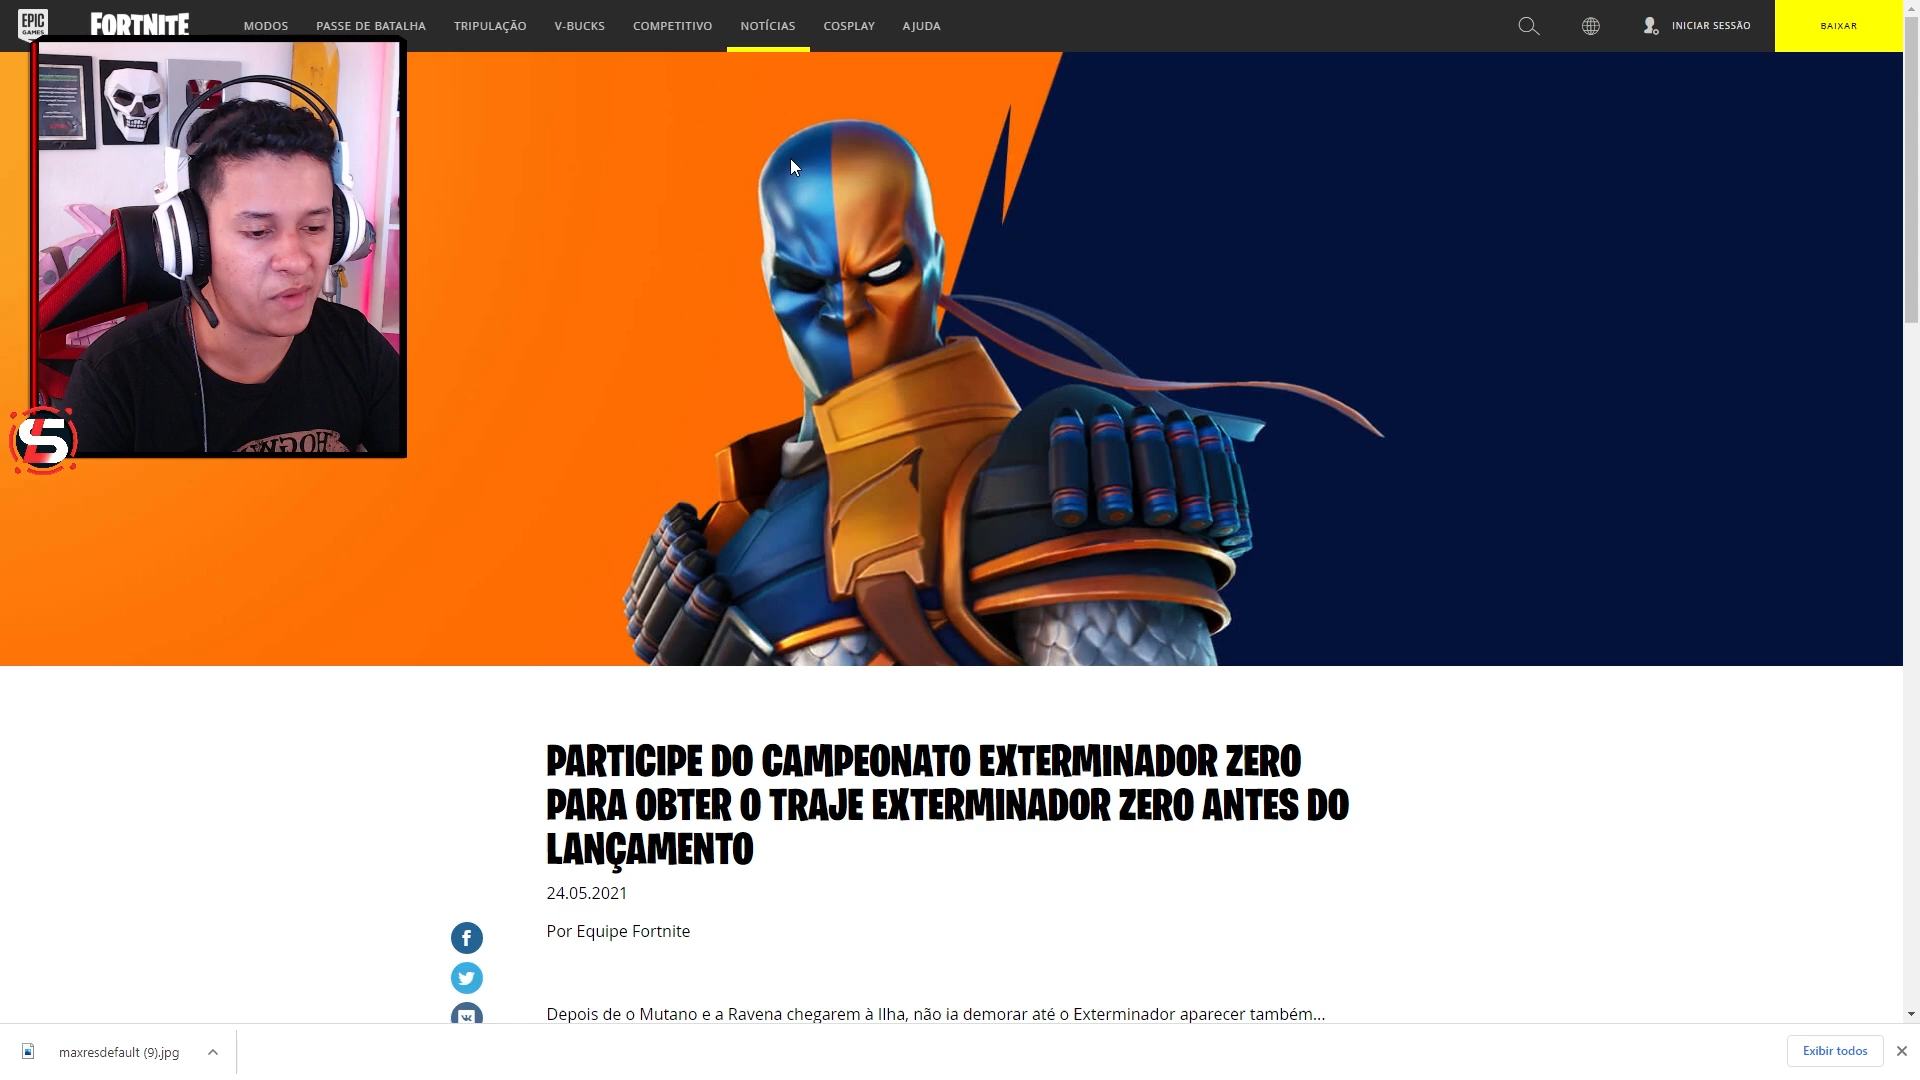 EPIC
GAMES
FORTNITE
MODOS
PASSE DE BATALHA
TRIPULAÇÃO
V-BUCKS
COMPETITIVO
NOTÍCIAS
COSPLAY
AJUDA
INICIAR SESSÃO
BAIXAR
PARTICIPE DO CAMPEONATO EXTERMINADOR ZERO
PARA OBTER O TRAJE EXTERMINADOR ZERO ANTES DO
LANÇAMENTO
24.05.2021
Por Equipe Fortnite
Depois de o Mutano e a Ravena chegarem à Ilha, não ia demorar até o Exterminador aparecer também...
maxresdefault (9).jpg
Exibir todos